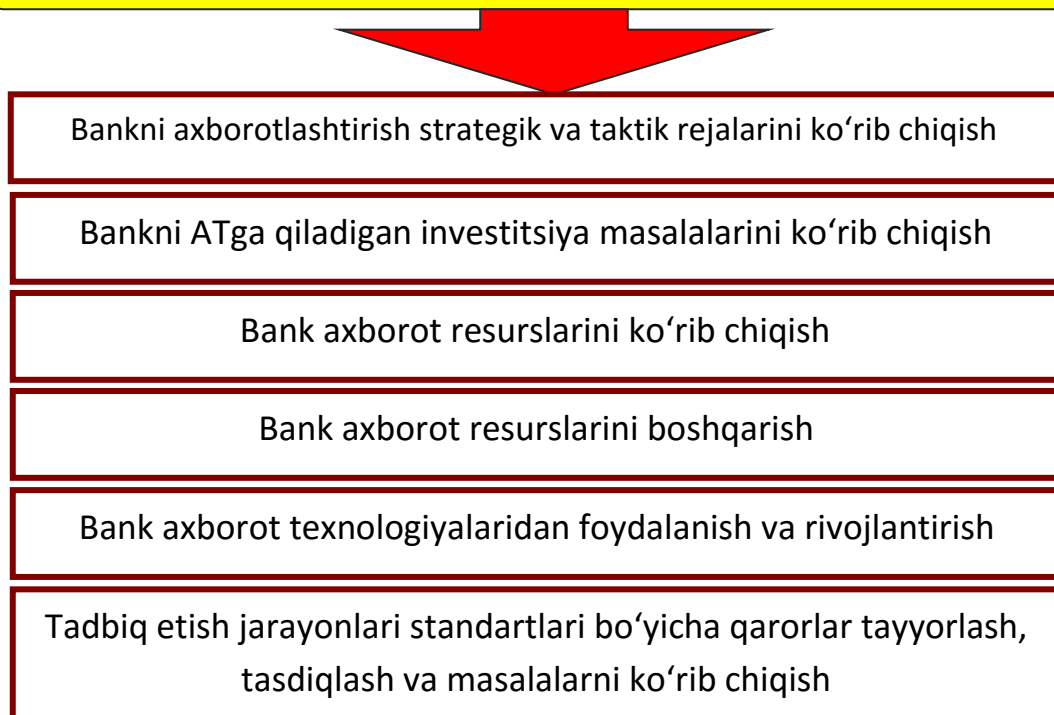 Bankni axborotlashtirish strategik va taktik rejalarini ko‘rib chiqish
Bankni ATga qiladigan investitsiya masalalarini ko‘rib chiqish
Bank axborot resurslarini ko‘rib chiqish
Bank axborot resurslarini boshqarish
Bank axborot texnologiyalaridan foydalanish va rivojlantirish
Tadbiq etish jarayonlari standartlari bo‘yicha qarorlar tayyorlash,
tasdiqlash va masalalarni ko‘rib chiqish